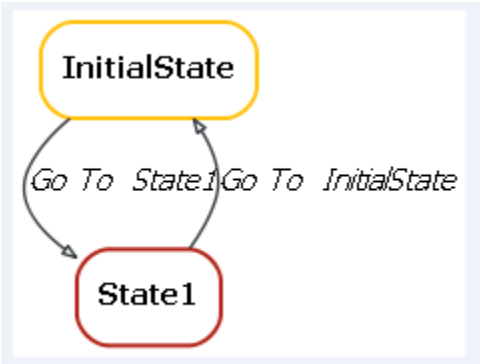 InitialState
Go To State1
Go To InitialState
State1